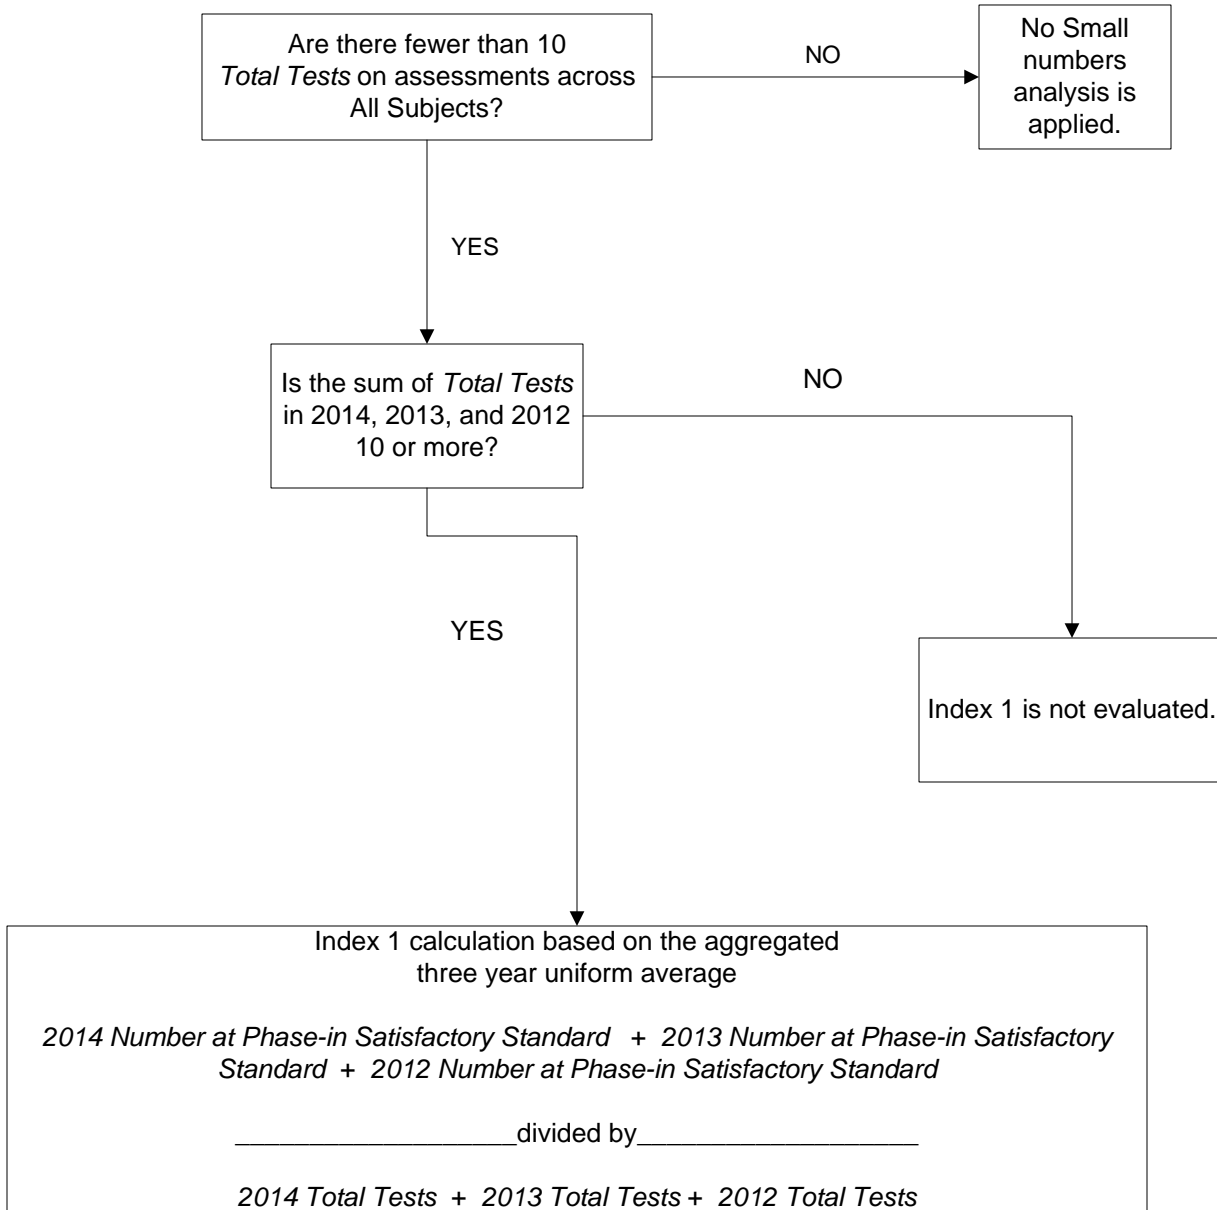 Are there fewer than 10
Total Tests on assessments across
All Subjects?
NO
No Small
numbers
analysis is
applied.
YES
Is the sum of Total Tests
in 2014, 2013, and 2012
10 or more?
NO
YES
Index 1 is not evaluated.
Index 1 calculation based on the aggregated
three year uniform average
2014 Number at Phase-in Satisfactory Standard + 2013 Number at Phase-in Satisfactory
Standard + 2012 Number at Phase-in Satisfactory Standard
___________________divided by___________________
2014 Total Tests + 2013 Total Tests + 2012 Total Tests